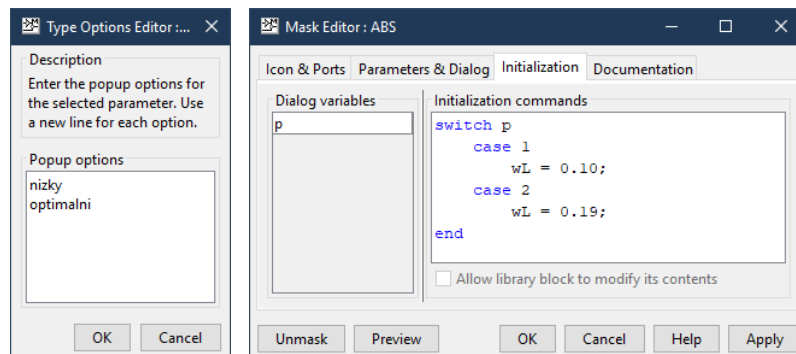 Type Options Editor :...
Description
Enter the popup options for
the selected parameter. Use
a new line for each option.
Popup options
nizky
optimalni
OK Cancel
Mask Editor : ABS
Icon & Ports Parameters & Dialog Initialization Documentation
Dialog variables
p
Initialization commands
switch p
    case 1
        wL = 0.10;
    case 2
        wL = 0.19;
end
Allow library block to modify its contents
Unmask Preview OK Cancel Help Apply